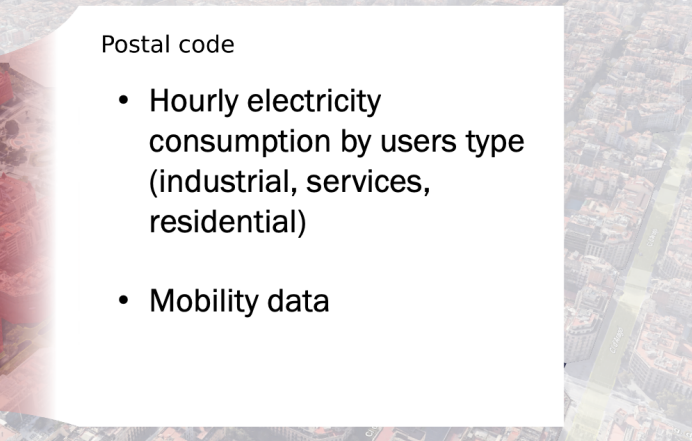 Postal code
• Hourly electricity
consumption by users type
(industrial, services,
residential)
• Mobility data